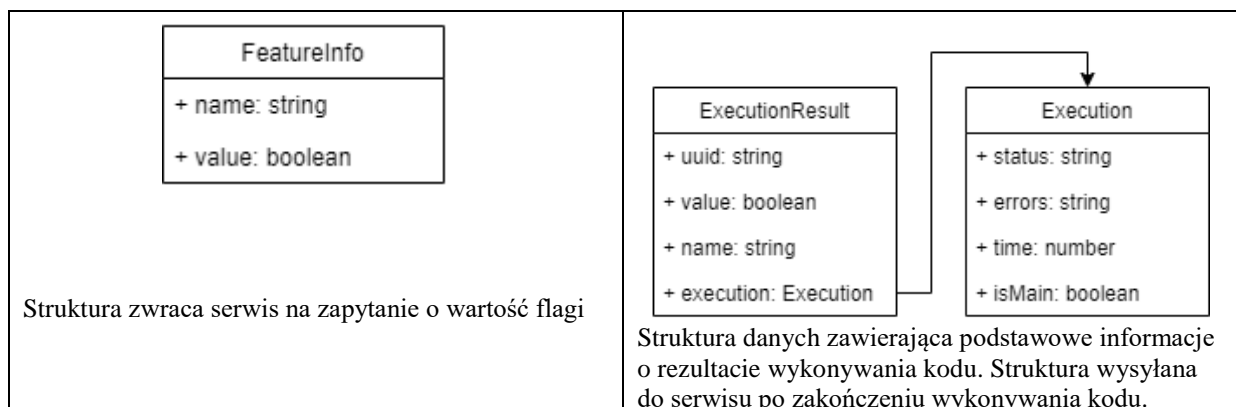 FeatureInfo
+ name: string
+ value: boolean
Struktura zwraca serwis na zapytanie o wartość flagi
ExecutionResult
+ uuid: string
+ value: boolean
+ name: string
+ execution: Execution
Execution
+ status: string
+ errors: string
+ time: number
+ isMain: boolean
Struktura danych zawierająca podstawowe informacje
o rezultacie wykonywania kodu. Struktura wysyłana
do serwisu po zakończeniu wykonywania kodu.